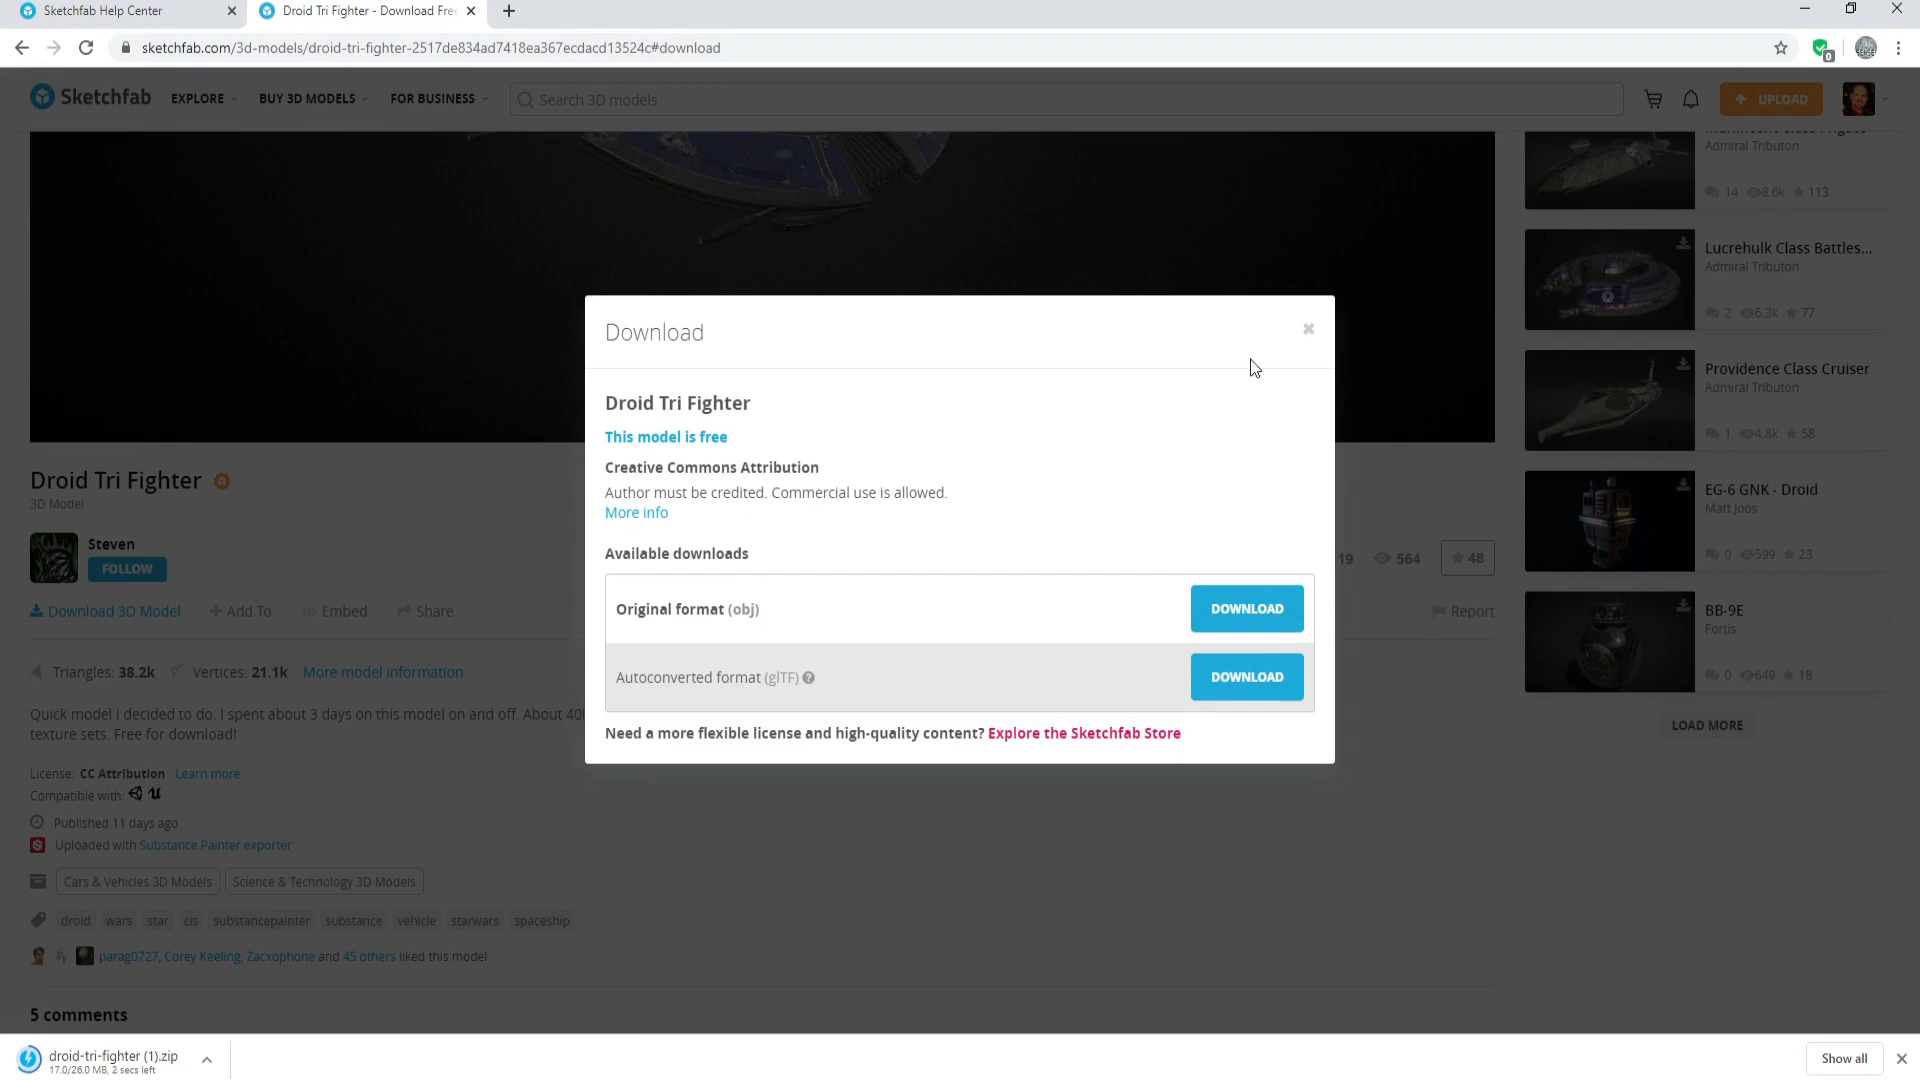 Sketchfab Help Center
Droid Tri Fighter - Download Free
sketchfab.com/3d-models/droid-tri-fighter-2517de834ad7418ea367ecdacd13524c#download
0
Sketchfab
EXPLORE
BUY 3D MODELS
FOR BUSINESS
Search 3D models
UPLOAD
Admiral Tributon
14 8.6k 113
Lucrehulk Class Battles...
Admiral Tributon
2 6.3k 77
Providence Class Cruiser
Admiral Tributon
1 4.8k 58
EG-6 GNK - Droid
Matt Joos
0 599 23
BB-9E
Fortis
0 649 18
LOAD MORE
Download
Droid Tri Fighter
This model is free
Creative Commons Attribution
Author must be credited. Commercial use is allowed.
More info
Available downloads
Original format (obj)
DOWNLOAD
Autoconverted format (glTF)
DOWNLOAD
Need a more flexible license and high-quality content? Explore the Sketchfab Store
Droid Tri Fighter
3D Model
Steven
FOLLOW
19 564 48
Download 3D Model
Add To
Embed
Share
Report
Triangles: 38.2k
Vertices: 21.1k
More model information
Quick model I decided to do. I spent about 3 days on this model on and off. About
texture sets. Free for download!
License: CC Attribution Learn more
Compatible with:
Published 11 days ago
Uploaded with Substance Painter exporter
Cars & Vehicles 3D Models
Science & Technology 3D Models
droid wars star cis substancepainter substance vehicle starwars spaceship
parag0727, Corey Keeling, Zacxophone and 45 others liked this model
5 comments
droid-tri-fighter (1).zip
17.0/26.0 MB, 2 secs left
Show all